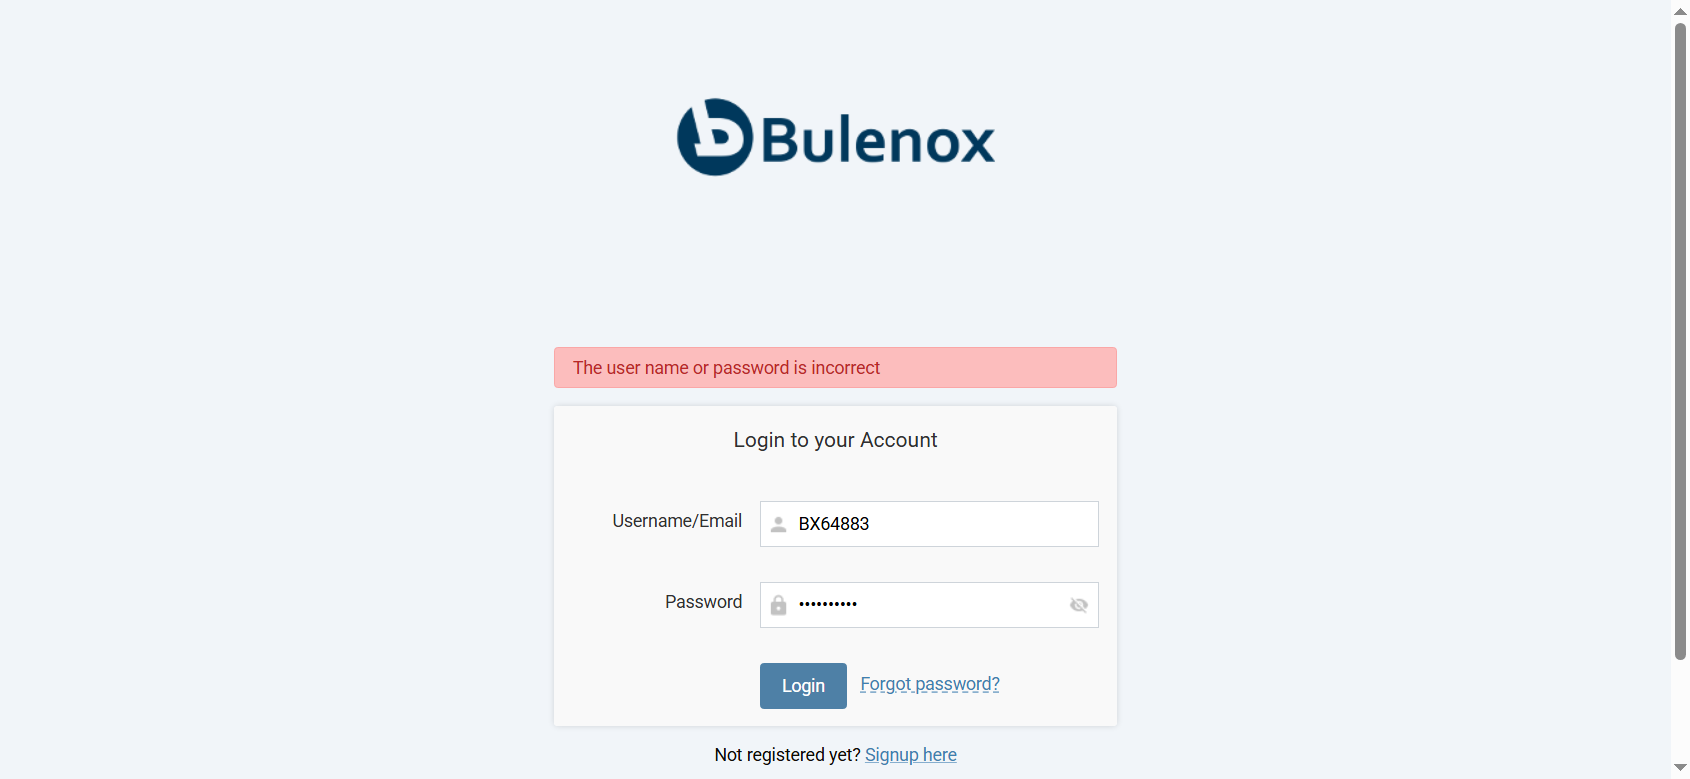 Bulenox
The user name or password is incorrect
Login to your Account
Username/Email
BX64883
Password
••••••••••
Login
Forgot password?
Not registered yet? Signup here